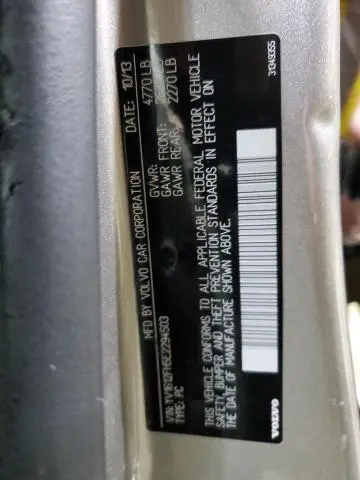 MFD BY VOLVO CAR CORPORATION 10/13
GVWR: 4770 LB
GAWR FRONT:
GAWR REAR: 2270 LB
VIN:
TYPE: PC
THIS VEHICLE CONFORMS TO ALL APPLICABLE FEDERAL MOTOR VEHICLE
SAFETY, BUMPER AND THEFT PREVENTION STANDARDS IN EFFECT ON
THE DATE OF MANUFACTURE SHOWN ABOVE.
VOLVO 31349355